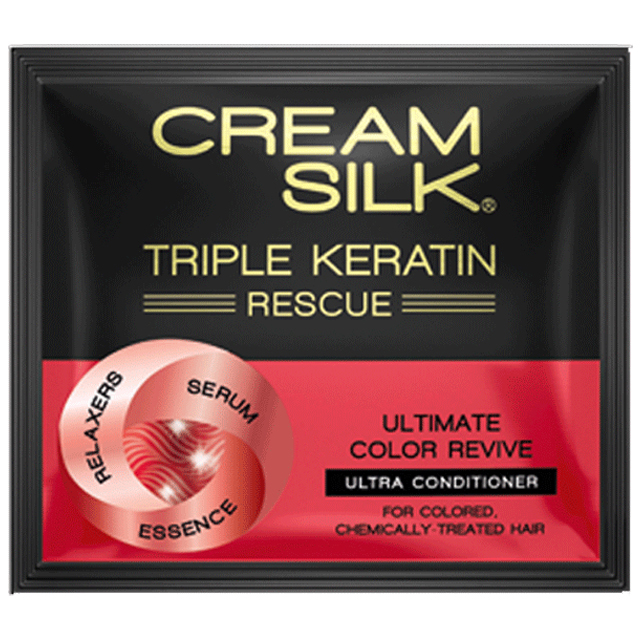 CREAM
SILK®
TRIPLE KERATIN
RESCUE
RELAXERS
SERUM
ESSENCE
ULTIMATE
COLOR REVIVE
ULTRA CONDITIONER
FOR COLORED,
CHEMICALLY-TREATED HAIR